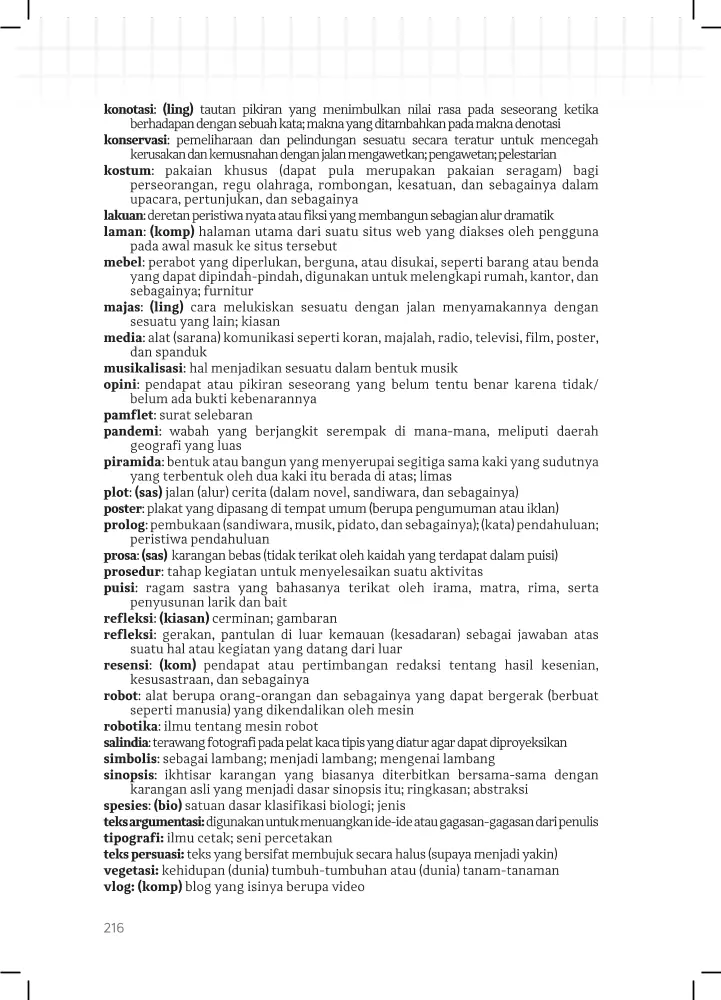 konotasi: (ling) tautan pikiran yang menimbulkan nilai rasa pada seseorang ketika
berhadapan dengan sebuah kata; makna yang ditambahkan pada makna denotasi
konservasi: pemeliharaan dan pelindungan sesuatu secara teratur untuk mencegah
kerusakan dan kemusnahan dengan jalan mengawetkan; pengawetan; pelestarian
kostum: pakaian khusus (dapat pula merupakan pakaian seragam) bagi
perseorangan, regu olahraga, rombongan, kesatuan, dan sebagainya dalam
upacara, pertunjukan, dan sebagainya
lakuan: deretan peristiwa nyata atau fiksi yang membangun sebagian alur dramatik
laman: (komp) halaman utama dari suatu situs web yang diakses oleh pengguna
pada awal masuk ke situs tersebut
mebel: perabot yang diperlukan, berguna, atau disukai, seperti barang atau benda
yang dapat dipindah-pindah, digunakan untuk melengkapi rumah, kantor, dan
sebagainya; furnitur
majas: (ling) cara melukiskan sesuatu dengan jalan menyamakannya dengan
sesuatu yang lain; kiasan
media: alat (sarana) komunikasi seperti koran, majalah, radio, televisi, film, poster,
dan spanduk
musikalisasi: hal menjadikan sesuatu dalam bentuk musik
opini: pendapat atau pikiran seseorang yang belum tentu benar karena tidak/
belum ada bukti kebenarannya
pamflet: surat selebaran
pandemi: wabah yang berjangkit serempak di mana-mana, meliputi daerah
geografi yang luas
piramida: bentuk atau bangun yang menyerupai segitiga sama kaki yang sudutnya
yang terbentuk oleh dua kaki itu berada di atas; limas
plot: (sas) jalan (alur) cerita (dalam novel, sandiwara, dan sebagainya)
poster: plakat yang dipasang di tempat umum (berupa pengumuman atau iklan)
prolog: pembukaan (sandiwara, musik, pidato, dan sebagainya); (kata) pendahuluan;
peristiwa pendahuluan
prosa: (sas) karangan bebas (tidak terikat oleh kaidah yang terdapat dalam puisi)
prosedur: tahap kegiatan untuk menyelesaikan suatu aktivitas
puisi: ragam sastra yang bahasanya terikat oleh irama, matra, rima, serta
penyusunan larik dan bait
refleksi: (kiasan) cerminan; gambaran
refleksi: gerakan, pantulan di luar kemauan (kesadaran) sebagai jawaban atas
suatu hal atau kegiatan yang datang dari luar
resensi: (kom) pendapat atau pertimbangan redaksi tentang hasil kesenian,
kesusastraan, dan sebagainya
robot: alat berupa orang-orangan dan sebagainya yang dapat bergerak (berbuat
seperti manusia) yang dikendalikan oleh mesin
robotika: ilmu tentang mesin robot
salindia: terawang fotografi pada pelat kaca tipis yang diatur agar dapat diproyeksikan
simbolis: sebagai lambang; menjadi lambang; mengenai lambang
sinopsis: ikhtisar karangan yang biasanya diterbitkan bersama-sama dengan
karangan asli yang menjadi dasar sinopsis itu; ringkasan; abstraksi
spesies: (bio) satuan dasar klasifikasi biologi; jenis
teks argumentasi: digunakan untuk menuangkan ide-ide atau gagasan-gagasan dari penulis
tipografi: ilmu cetak; seni percetakan
teks persuasi: teks yang bersifat membujuk secara halus (supaya menjadi yakin)
vegetasi: kehidupan (dunia) tumbuh-tumbuhan atau (dunia) tanam-tanaman
vlog: (komp) blog yang isinya berupa video
216